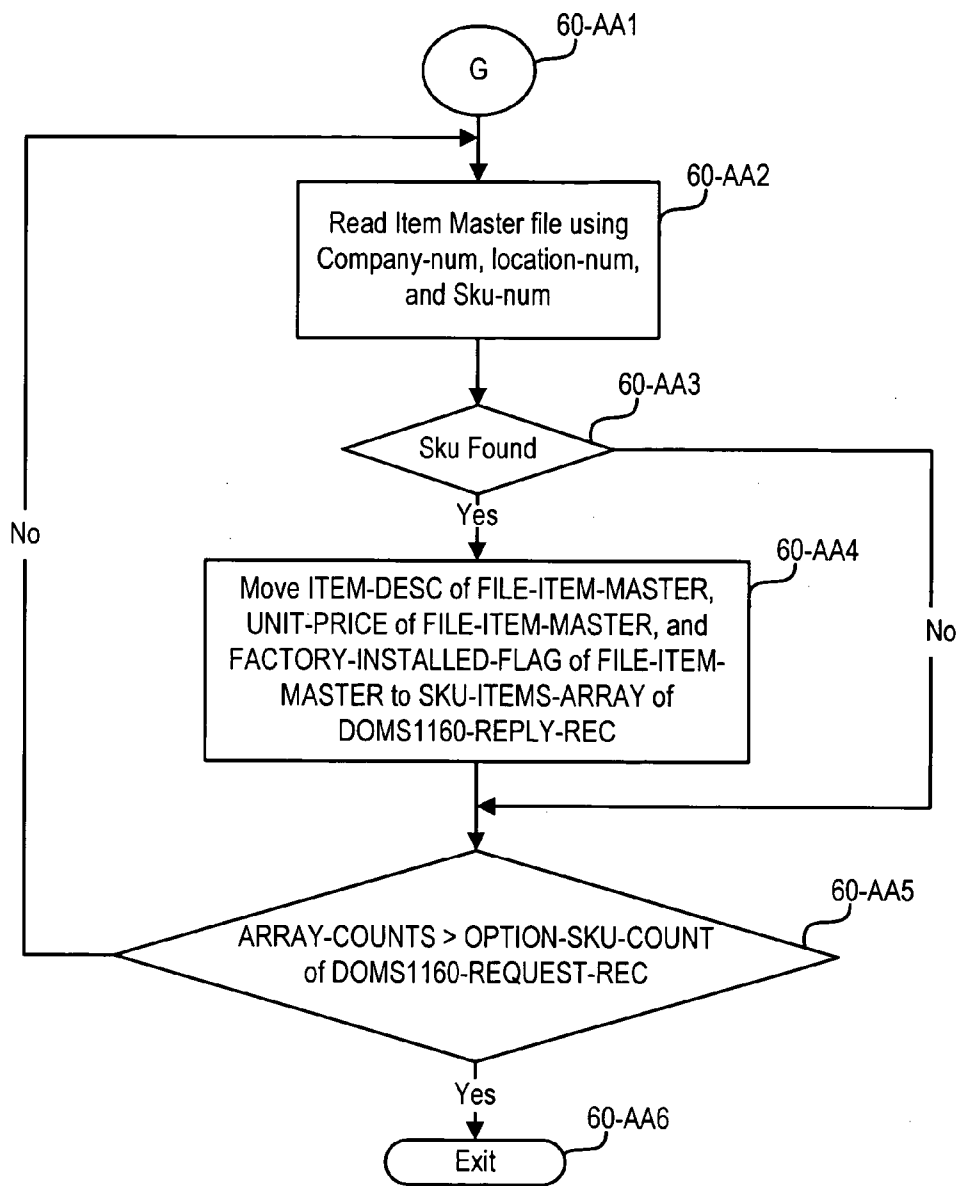 60-AA1
G
60-AA2
Read Item Master file using
Company-num, location-num,
and Sku-num
60-AA3
Sku Found
Yes
No
No
60-AA4
Move ITEM-DESC of FILE-ITEM-MASTER,
UNIT-PRICE of FILE-ITEM-MASTER, and
FACTORY-INSTALLED-FLAG of FILE-ITEM-
MASTER to SKU-ITEMS-ARRAY of
DOMS1160-REPLY-REC
60-AA5
ARRAY-COUNTS > OPTION-SKU-COUNT
of DOMS1160-REQUEST-REC
Yes
60-AA6
Exit